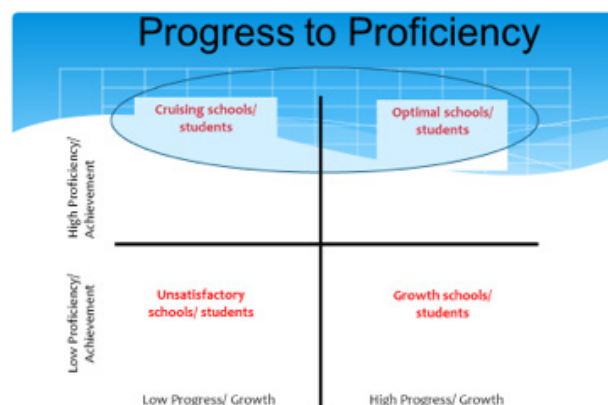 Progress to Proficiency
Cruising schools/
students
Optimal schools/
students
High Proficiency/
Achievement
Unsatisfactory
schools/ students
Growth schools/
students
Low Proficiency/
Achievement
Low Progress/ Growth
High Progress/ Growth